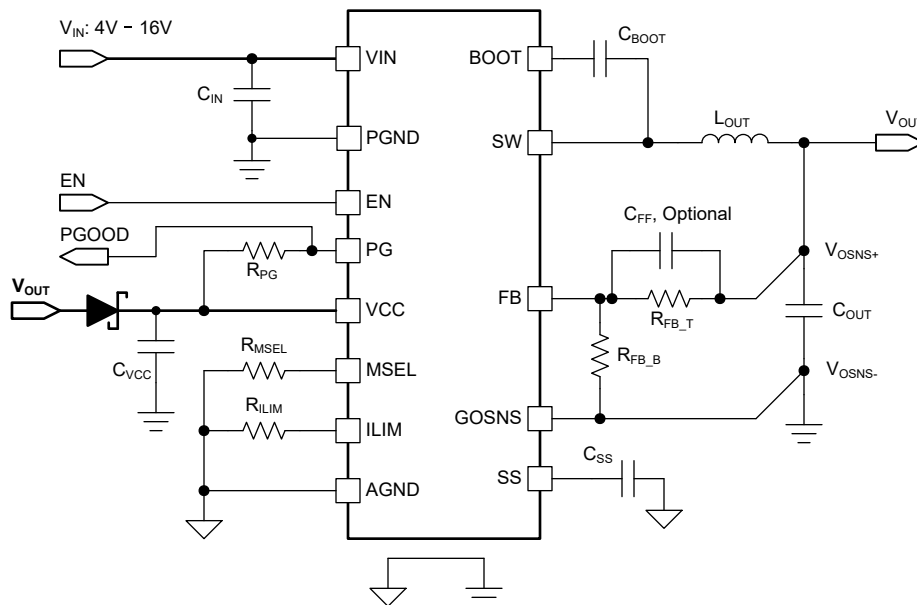 VIN: 4V – 16V
CIN
VIN
PGND
EN
EN
PGOOD
PG
RPG
VOUT
VCC
CVCC
RMSEL
MSEL
RILIM
ILIM
AGND
BOOT
CBOOT
SW
LOUT
VOU
CFF, Optional
VOSNS+
FB
RFB_T
COUT
RFB_B
VOSNS-
GOSNS
CSS
SS